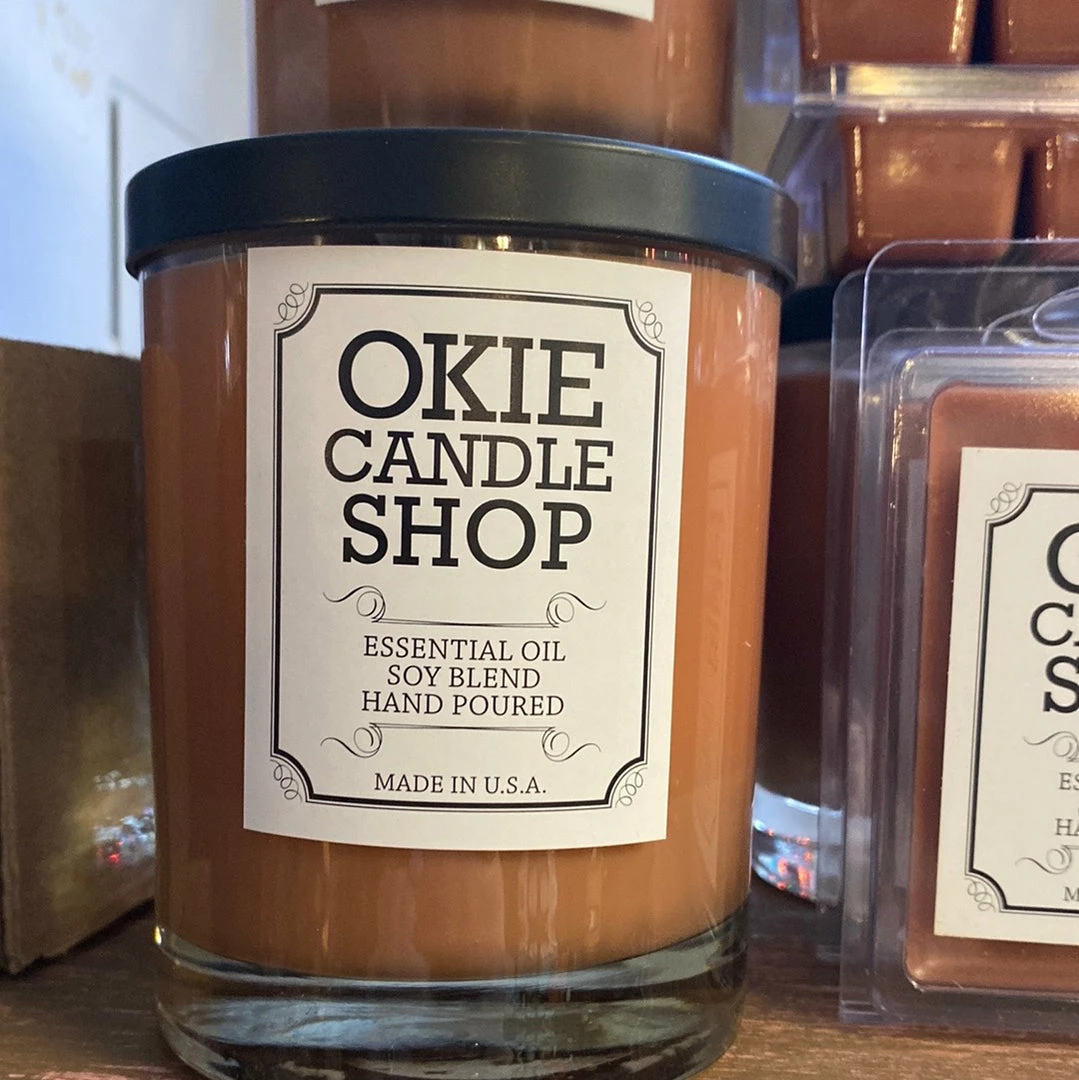 OKIE
CANDLE
SHOP
ESSENTIAL OIL
SOY BLEND
HAND POURED
MADE IN U.S.A.